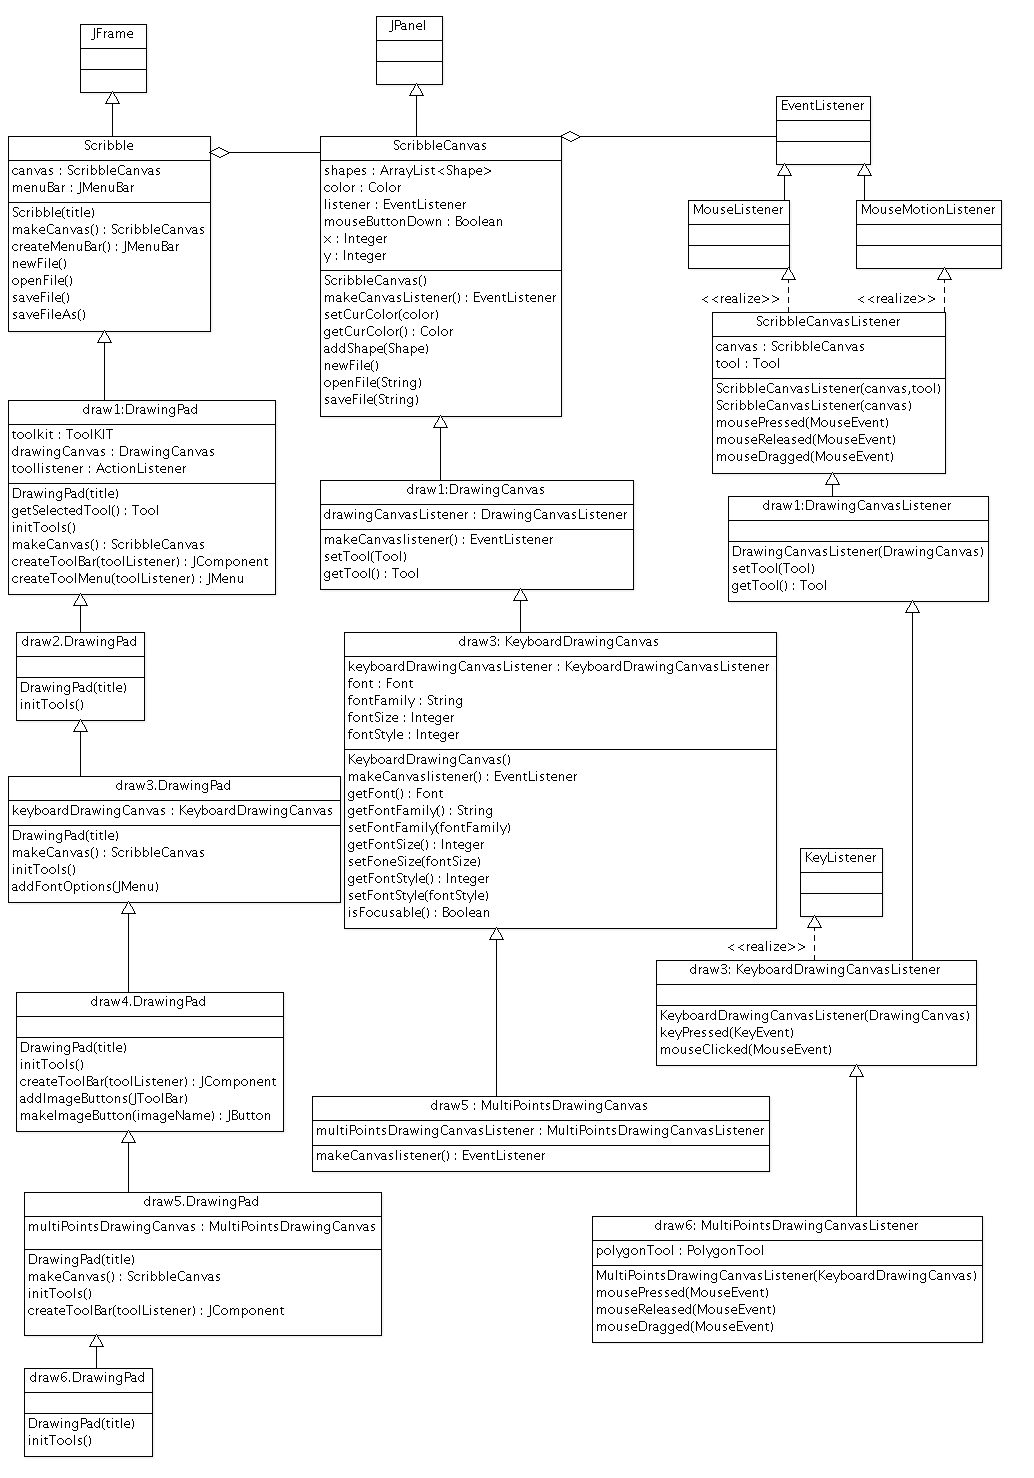 JFrame
Scribble
canvas : ScribbleCanvas
menuBar : JMenuBar
Scribble(title)
makeCanvas() : ScribbleCanvas
createMenuBar() : JMenuBar
newFile()
openFile()
saveFile()
saveFileAs()
draw1:DrawingPad
toolkit : ToolKIT
drawingCanvas : DrawingCanvas
toollistener : ActionListener
DrawingPad(title)
getSelectedTool() : Tool
initTools()
makeCanvas() : ScribbleCanvas
createToolBar(toolListener) : JComponent
createToolMenu(toolListener) : JMenu
draw2.DrawingPad
DrawingPad(title)
initTools()
draw3.DrawingPad
keyboardDrawingCanvas : KeyboardDrawingCanvas
DrawingPad(title)
makeCanvas() : ScribbleCanvas
initTools()
addFontOptions(JMenu)
draw4.DrawingPad
DrawingPad(title)
initTools()
createToolBar(toolListener) : JComponent
addImageButtons(JToolBar)
makeImageButton(imageName) : JButton
draw5.DrawingPad
multiPointsDrawingCanvas : MultiPointsDrawingCanvas
DrawingPad(title)
makeCanvas() : ScribbleCanvas
initTools()
createToolBar(toolListener) : JComponent
draw6.DrawingPad
DrawingPad(title)
initTools()
JPanel
ScribbleCanvas
shapes : ArrayList<Shape>
color : Color
listener : EventListener
mouseButtonDown : Boolean
x : Integer
y : Integer
ScribbleCanvas()
makeCanvasListener() : EventListener
setCurColor(color)
getCurColor() : Color
addShape(Shape)
newFile()
openFile(String)
saveFile(String)
draw1:DrawingCanvas
drawingCanvasListener : DrawingCanvasListener
makeCanvaslistener() : EventListener
setTool(Tool)
getTool() : Tool
draw3: KeyboardDrawingCanvas
keyboardDrawingCanvasListener : KeyboardDrawingCanvasListener
font : Font
fontFamily : String
fontSize : Integer
fontStyle : Integer
KeyboardDrawingCanvas()
makeCanvaslistener() : EventListener
getFont() : Font
getFontFamily() : String
setFontFamily(fontFamily)
getFontSize() : Integer
setFoneSize(fontSize)
getFontStyle() : Integer
setFontStyle(fontStyle)
isFocusable() : Boolean
draw5 : MultiPointsDrawingCanvas
multiPointsDrawingCanvasListener : MultiPointsDrawingCanvasListener
makeCanvaslistener() : EventListener
EventListener
MouseListener
MouseMotionListener
<<realize>>
<<realize>>
ScribbleCanvasListener
canvas : ScribbleCanvas
tool : Tool
ScribbleCanvasListener(canvas,tool)
ScribbleCanvasListener(canvas)
mousePressed(MouseEvent)
mouseReleased(MouseEvent)
mouseDragged(MouseEvent)
draw1:DrawingCanvasListener
DrawingCanvasListener(DrawingCanvas)
setTool(Tool)
getTool() : Tool
KeyListener
<<realize>>
draw3: KeyboardDrawingCanvasListener
KeyboardDrawingCanvasListener(DrawingCanvas)
keyPressed(KeyEvent)
mouseClicked(MouseEvent)
draw6: MultiPointsDrawingCanvasListener
polygonTool : PolygonTool
MultiPointsDrawingCanvasListener(KeyboardDrawingCanvas)
mousePressed(MouseEvent)
mouseReleased(MouseEvent)
mouseDragged(MouseEvent)